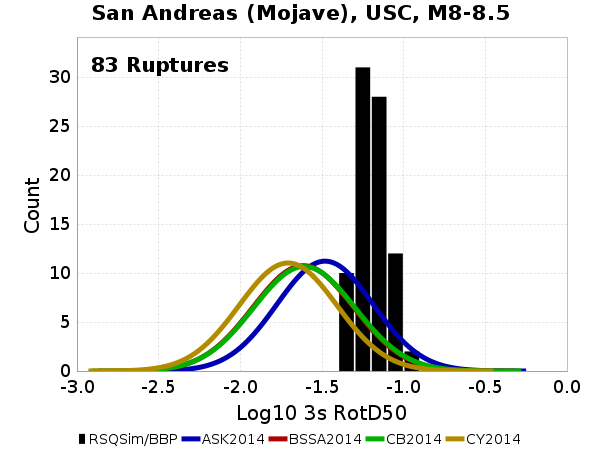 San Andreas (Mojave), USC, M8-8.5
83 Ruptures
Count
30
25
20
15
10
5
0
-3.0 -2.5 -2.0 -1.5 -1.0 -0.5 0.0
Log10 3s RotD50
RSQSim/BBP ASK2014 BSSA2014 CB2014 CY2014